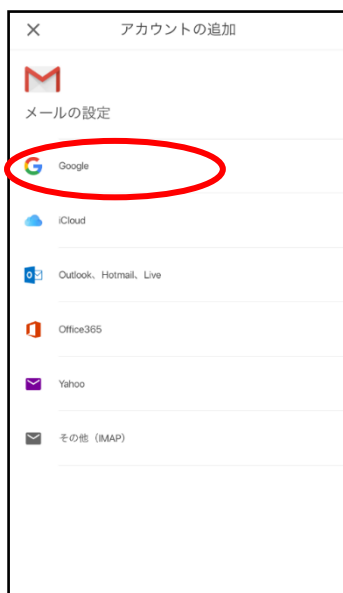 アカウントの追加
メールの設定
Google
iCloud
Outlook、Hotmail、Live
Office365
Yahoo
その他（IMAP）